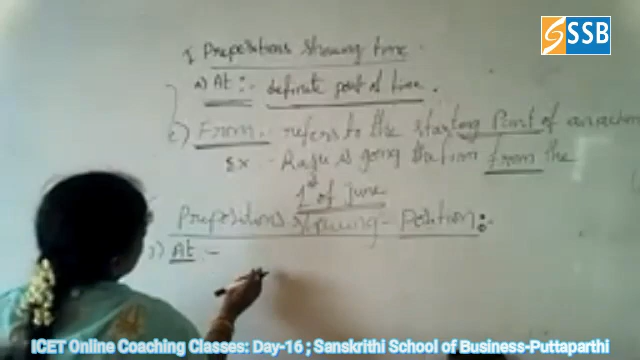 SSB
I Prepositions showing time
a) At :- definite point of time.
c) From :- refers to the starting Point of an action
Ex - Raju is going from the
1st of June
Prepositions showing - Position :-
1) At :-
ICET Online Coaching Classes: Day-16 ; Sanskrithi School of Business-Puttaparthi